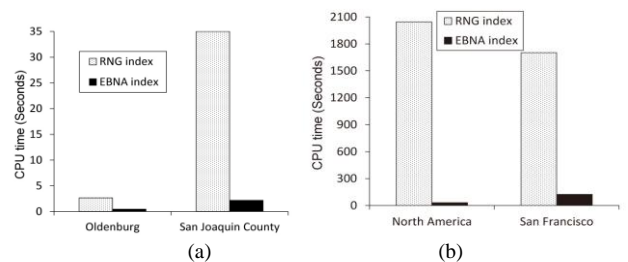 CPU time (Seconds)
35
30
25
20
15
10
5
0
RNG index
EBNA index
Oldenburg
San Joaquin County
(a)
CPU time (Seconds)
2100
1800
1500
1200
900
600
300
0
RNG index
EBNA index
North America
San Francisco
(b)